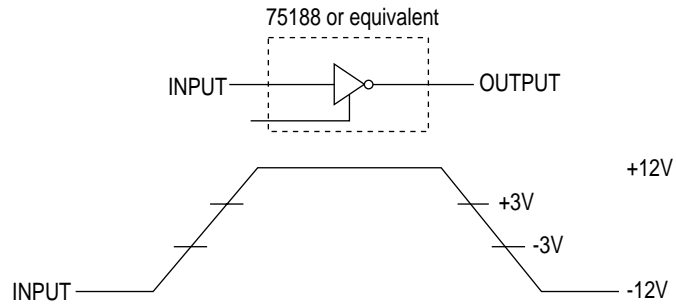 75188 or equivalent
INPUT
OUTPUT
+12V
+3V
-3V
INPUT
-12V